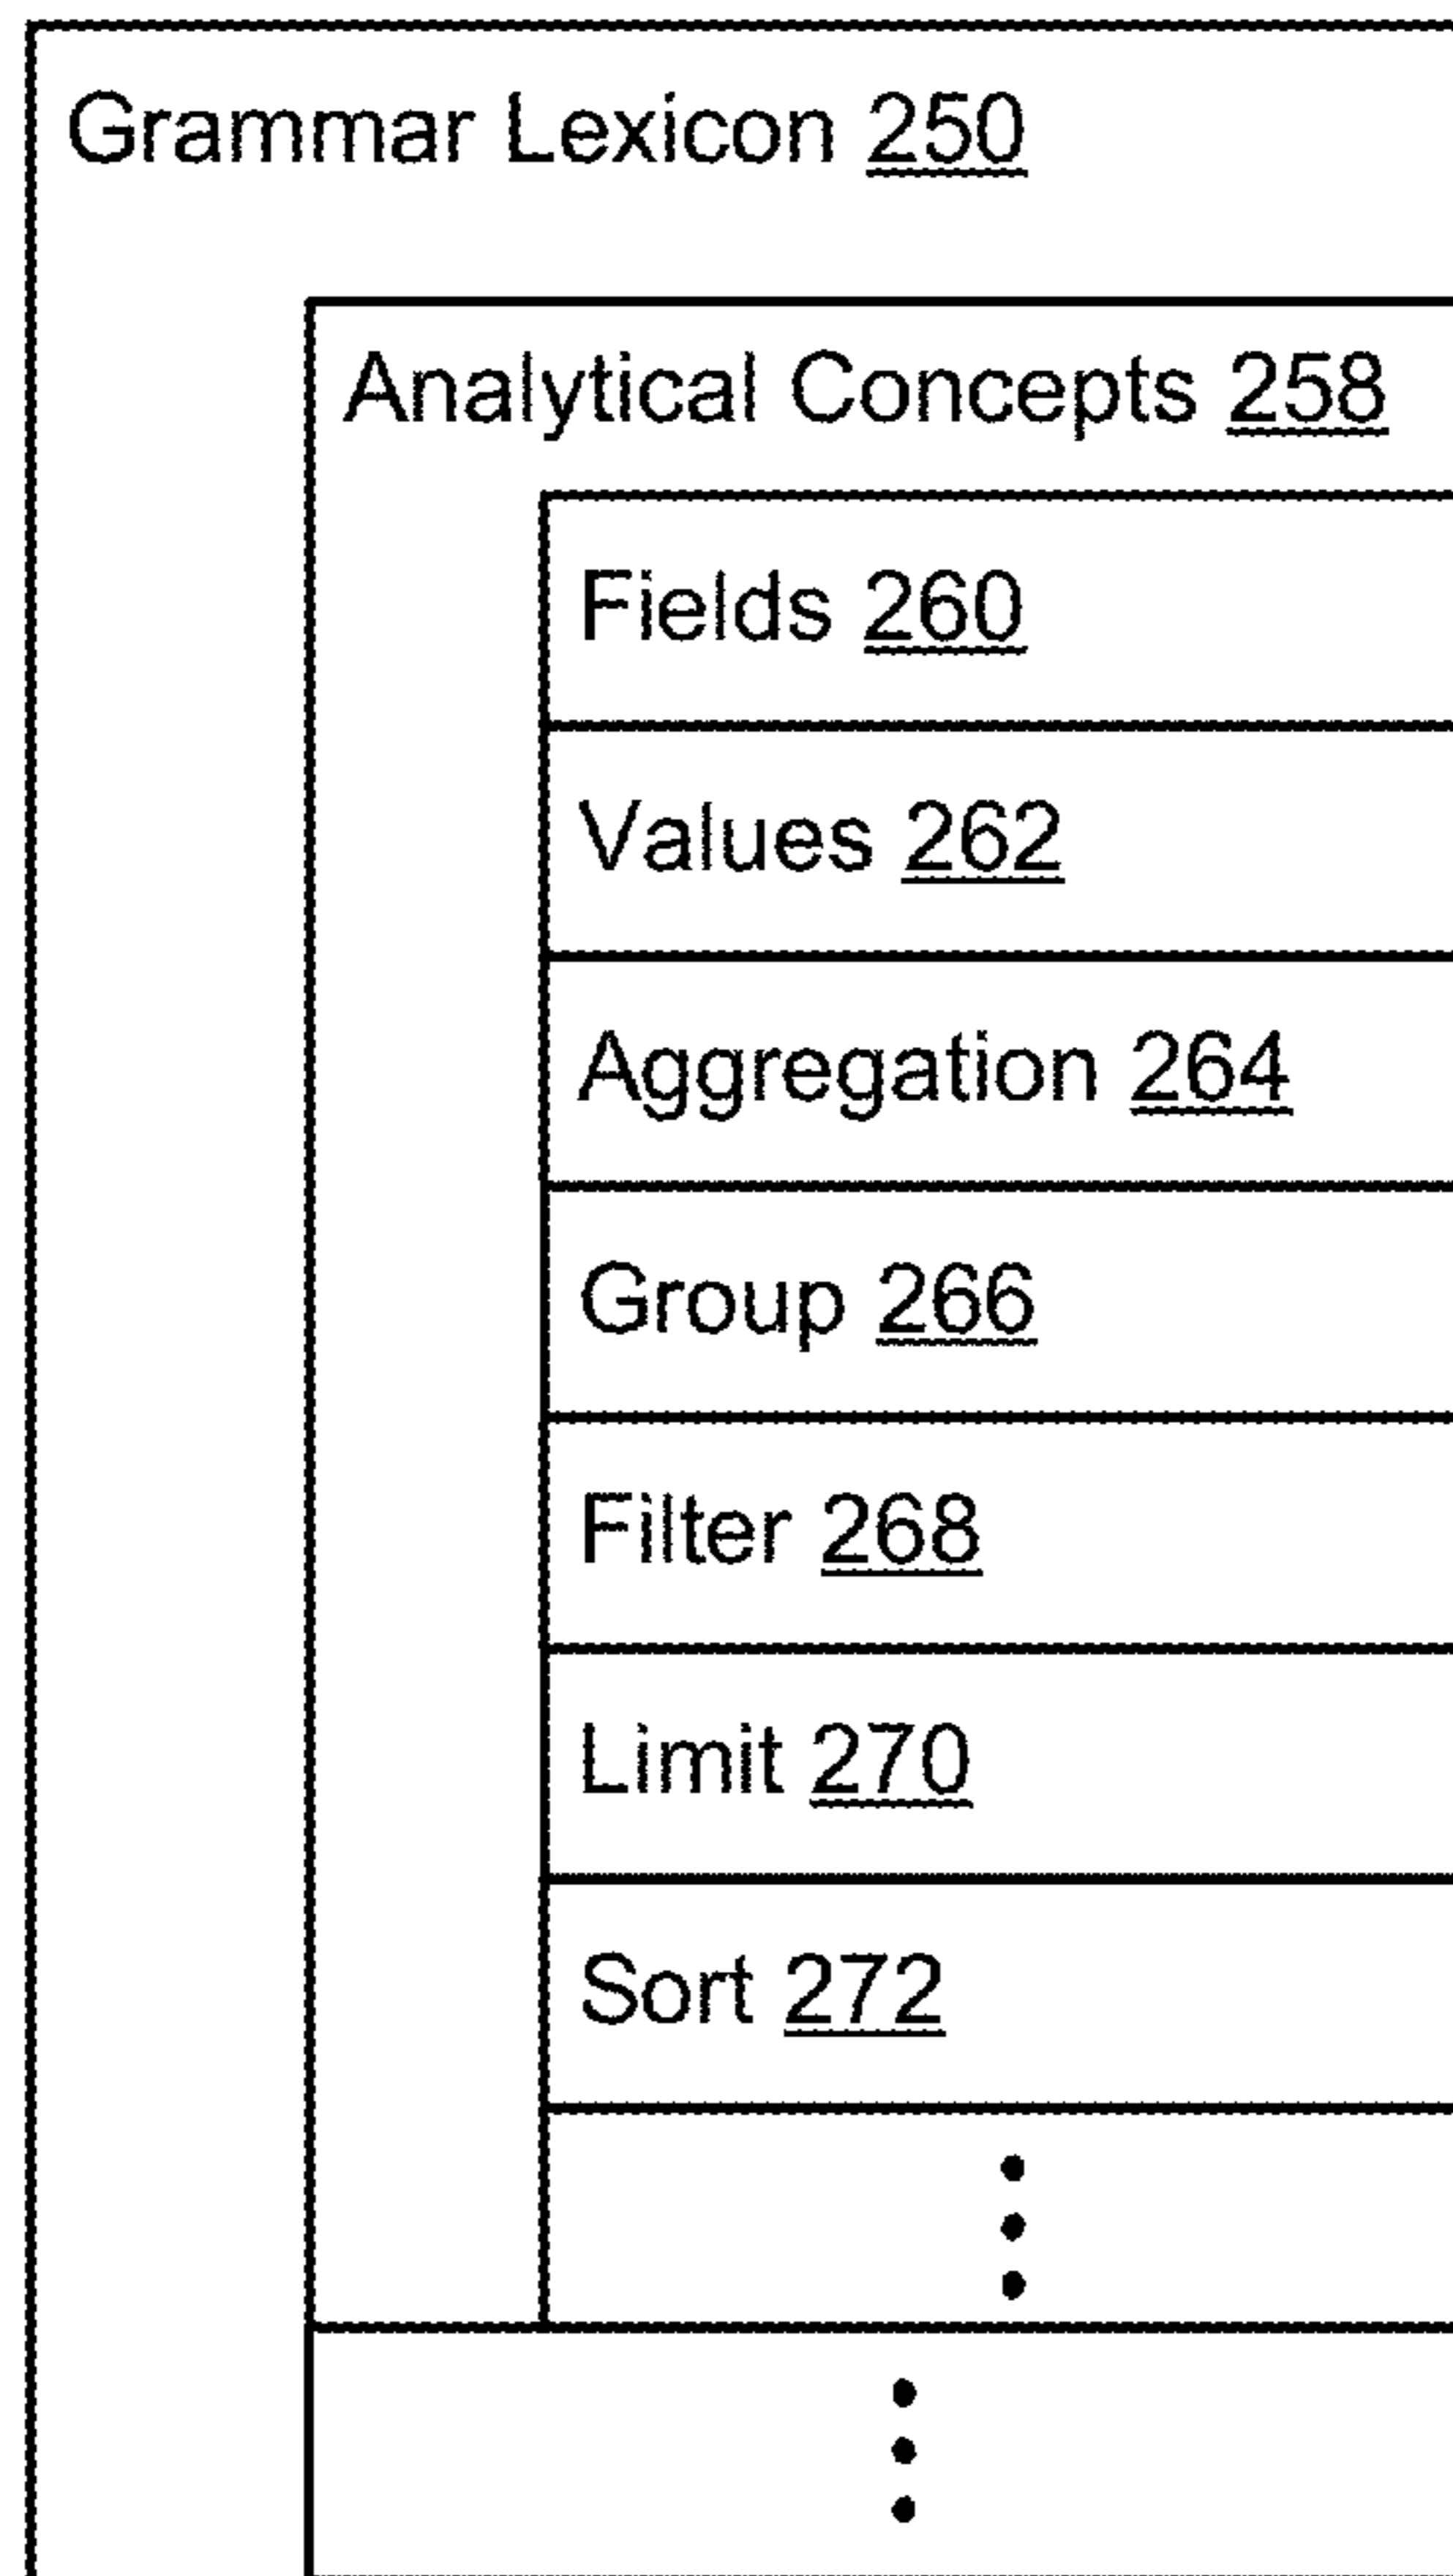 Grammar Lexicon 250
Analytical Concepts 258
Fields 260
Values 262
Aggregation 264
Group 266
Filter 268
Limit 270
Sort 272